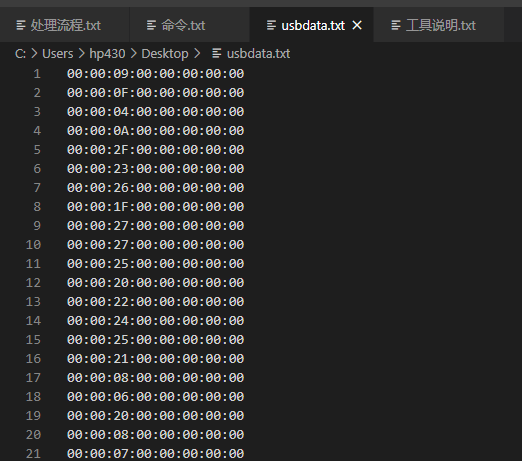 处理流程.txt 命令.txt usbdata.txt 工具说明.txt
C: > Users > hp430 > Desktop > usbdata.txt
1 00:00:09:00:00:00:00:00
2 00:00:0F:00:00:00:00:00
3 00:00:04:00:00:00:00:00
4 00:00:0A:00:00:00:00:00
5 00:00:2F:00:00:00:00:00
6 00:00:23:00:00:00:00:00
7 00:00:26:00:00:00:00:00
8 00:00:1F:00:00:00:00:00
9 00:00:27:00:00:00:00:00
10 00:00:27:00:00:00:00:00
11 00:00:25:00:00:00:00:00
12 00:00:20:00:00:00:00:00
13 00:00:22:00:00:00:00:00
14 00:00:24:00:00:00:00:00
15 00:00:25:00:00:00:00:00
16 00:00:21:00:00:00:00:00
17 00:00:08:00:00:00:00:00
18 00:00:06:00:00:00:00:00
19 00:00:20:00:00:00:00:00
20 00:00:08:00:00:00:00:00
21 00:00:07:00:00:00:00:00